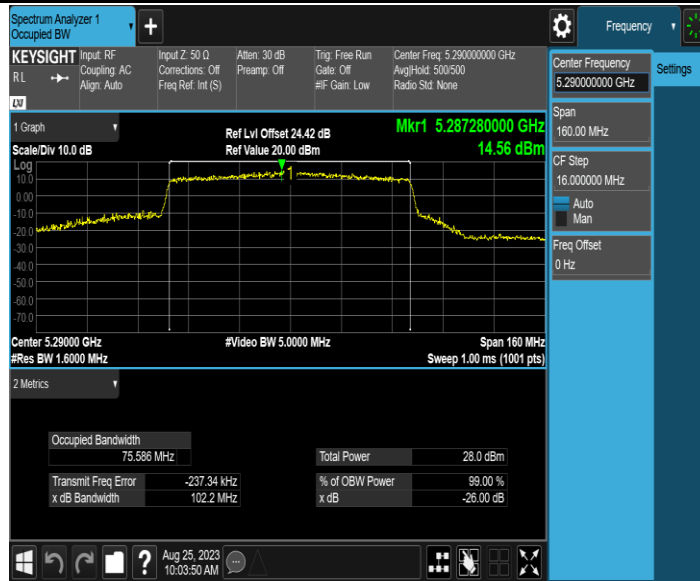 Spectrum Analyzer 1
Occupied BW
+
Frequency
KEYSIGHT
RL
LXI
Input: RF
Coupling: AC
Align: Auto
Input Z: 50 Ω
Corrections: Off
Freq Ref: Int (S)
Atten: 30 dB
Preamp: Off
Trig: Free Run
Gate: Off
#IF Gain: Low
Center Freq: 5.290000000 GHz
Avg|Hold: 500/500
Radio Std: None
Center Frequency
5.290000000 GHz
Settings
Span
160.00 MHz
CF Step
16.000000 MHz
Auto
Man
Freq Offset
0 Hz
1 Graph
Scale/Div 10.0 dB
Ref Lvl Offset 24.42 dB
Ref Value 20.00 dBm
Mkr1 5.287280000 GHz
14.56 dBm
Log
10.0
0.00
-10.0
-20.0
-30.0
-40.0
-50.0
-60.0
-70.0
1
Center 5.29000 GHz
#Res BW 1.6000 MHz
#Video BW 5.0000 MHz
Span 160 MHz
Sweep 1.00 ms (1001 pts)
2 Metrics
Occupied Bandwidth
75.586 MHz
Total Power 28.0 dBm
Transmit Freq Error -237.34 kHz
% of OBW Power 99.00 %
x dB Bandwidth 102.2 MHz
x dB -26.00 dB
?
Aug 25, 2023
10:03:50 AM